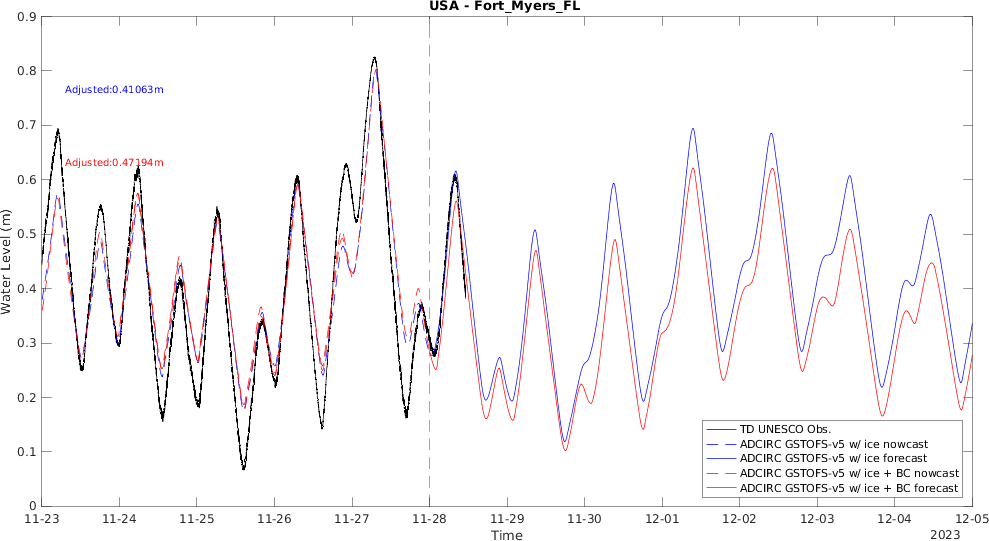 USA - Fort_Myers_FL
0.9
0.8
0.7
0.6
0.5
0.4
0.3
0.2
0.1
0
Water Level (m)
Adjusted:0.41063m
Adjusted:0.47194m
TD UNESCO Obs.
ADCIRC GSTOFS-v5 w/ ice nowcast
ADCIRC GSTOFS-v5 w/ ice forecast
ADCIRC GSTOFS-v5 w/ ice + BC nowcast
ADCIRC GSTOFS-v5 w/ ice + BC forecast
11-23 11-24 11-25 11-26 11-27 11-28 11-29 11-30 12-01 12-02 12-03 12-04 12-05
Time
2023